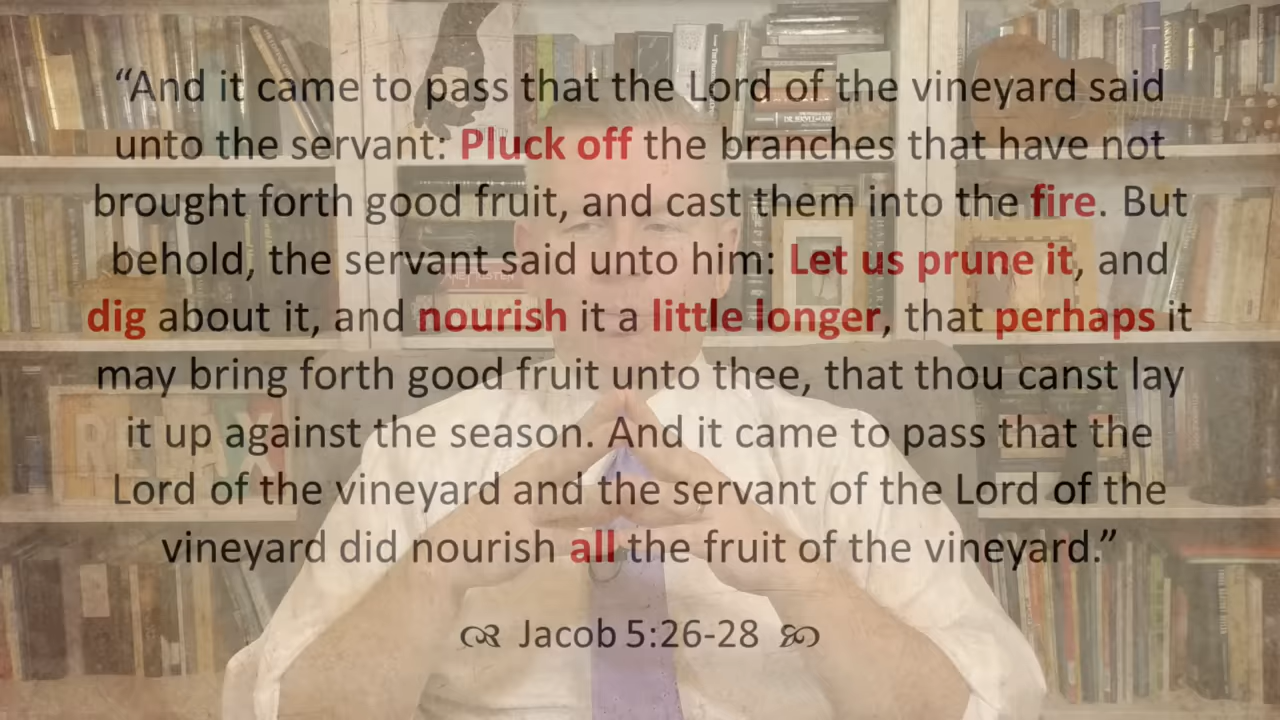 “And it came to pass that the Lord of the vineyard said
unto the servant: Pluck off the branches that have not
brought forth good fruit, and cast them into the fire. But
behold, the servant said unto him: Let us prune it, and
dig about it, and nourish it a little longer, that perhaps it
may bring forth good fruit unto thee, that thou canst lay
it up against the season. And it came to pass that the
Lord of the vineyard and the servant of the Lord of the
vineyard did nourish all the fruit of the vineyard.”
Jacob 5:26-28